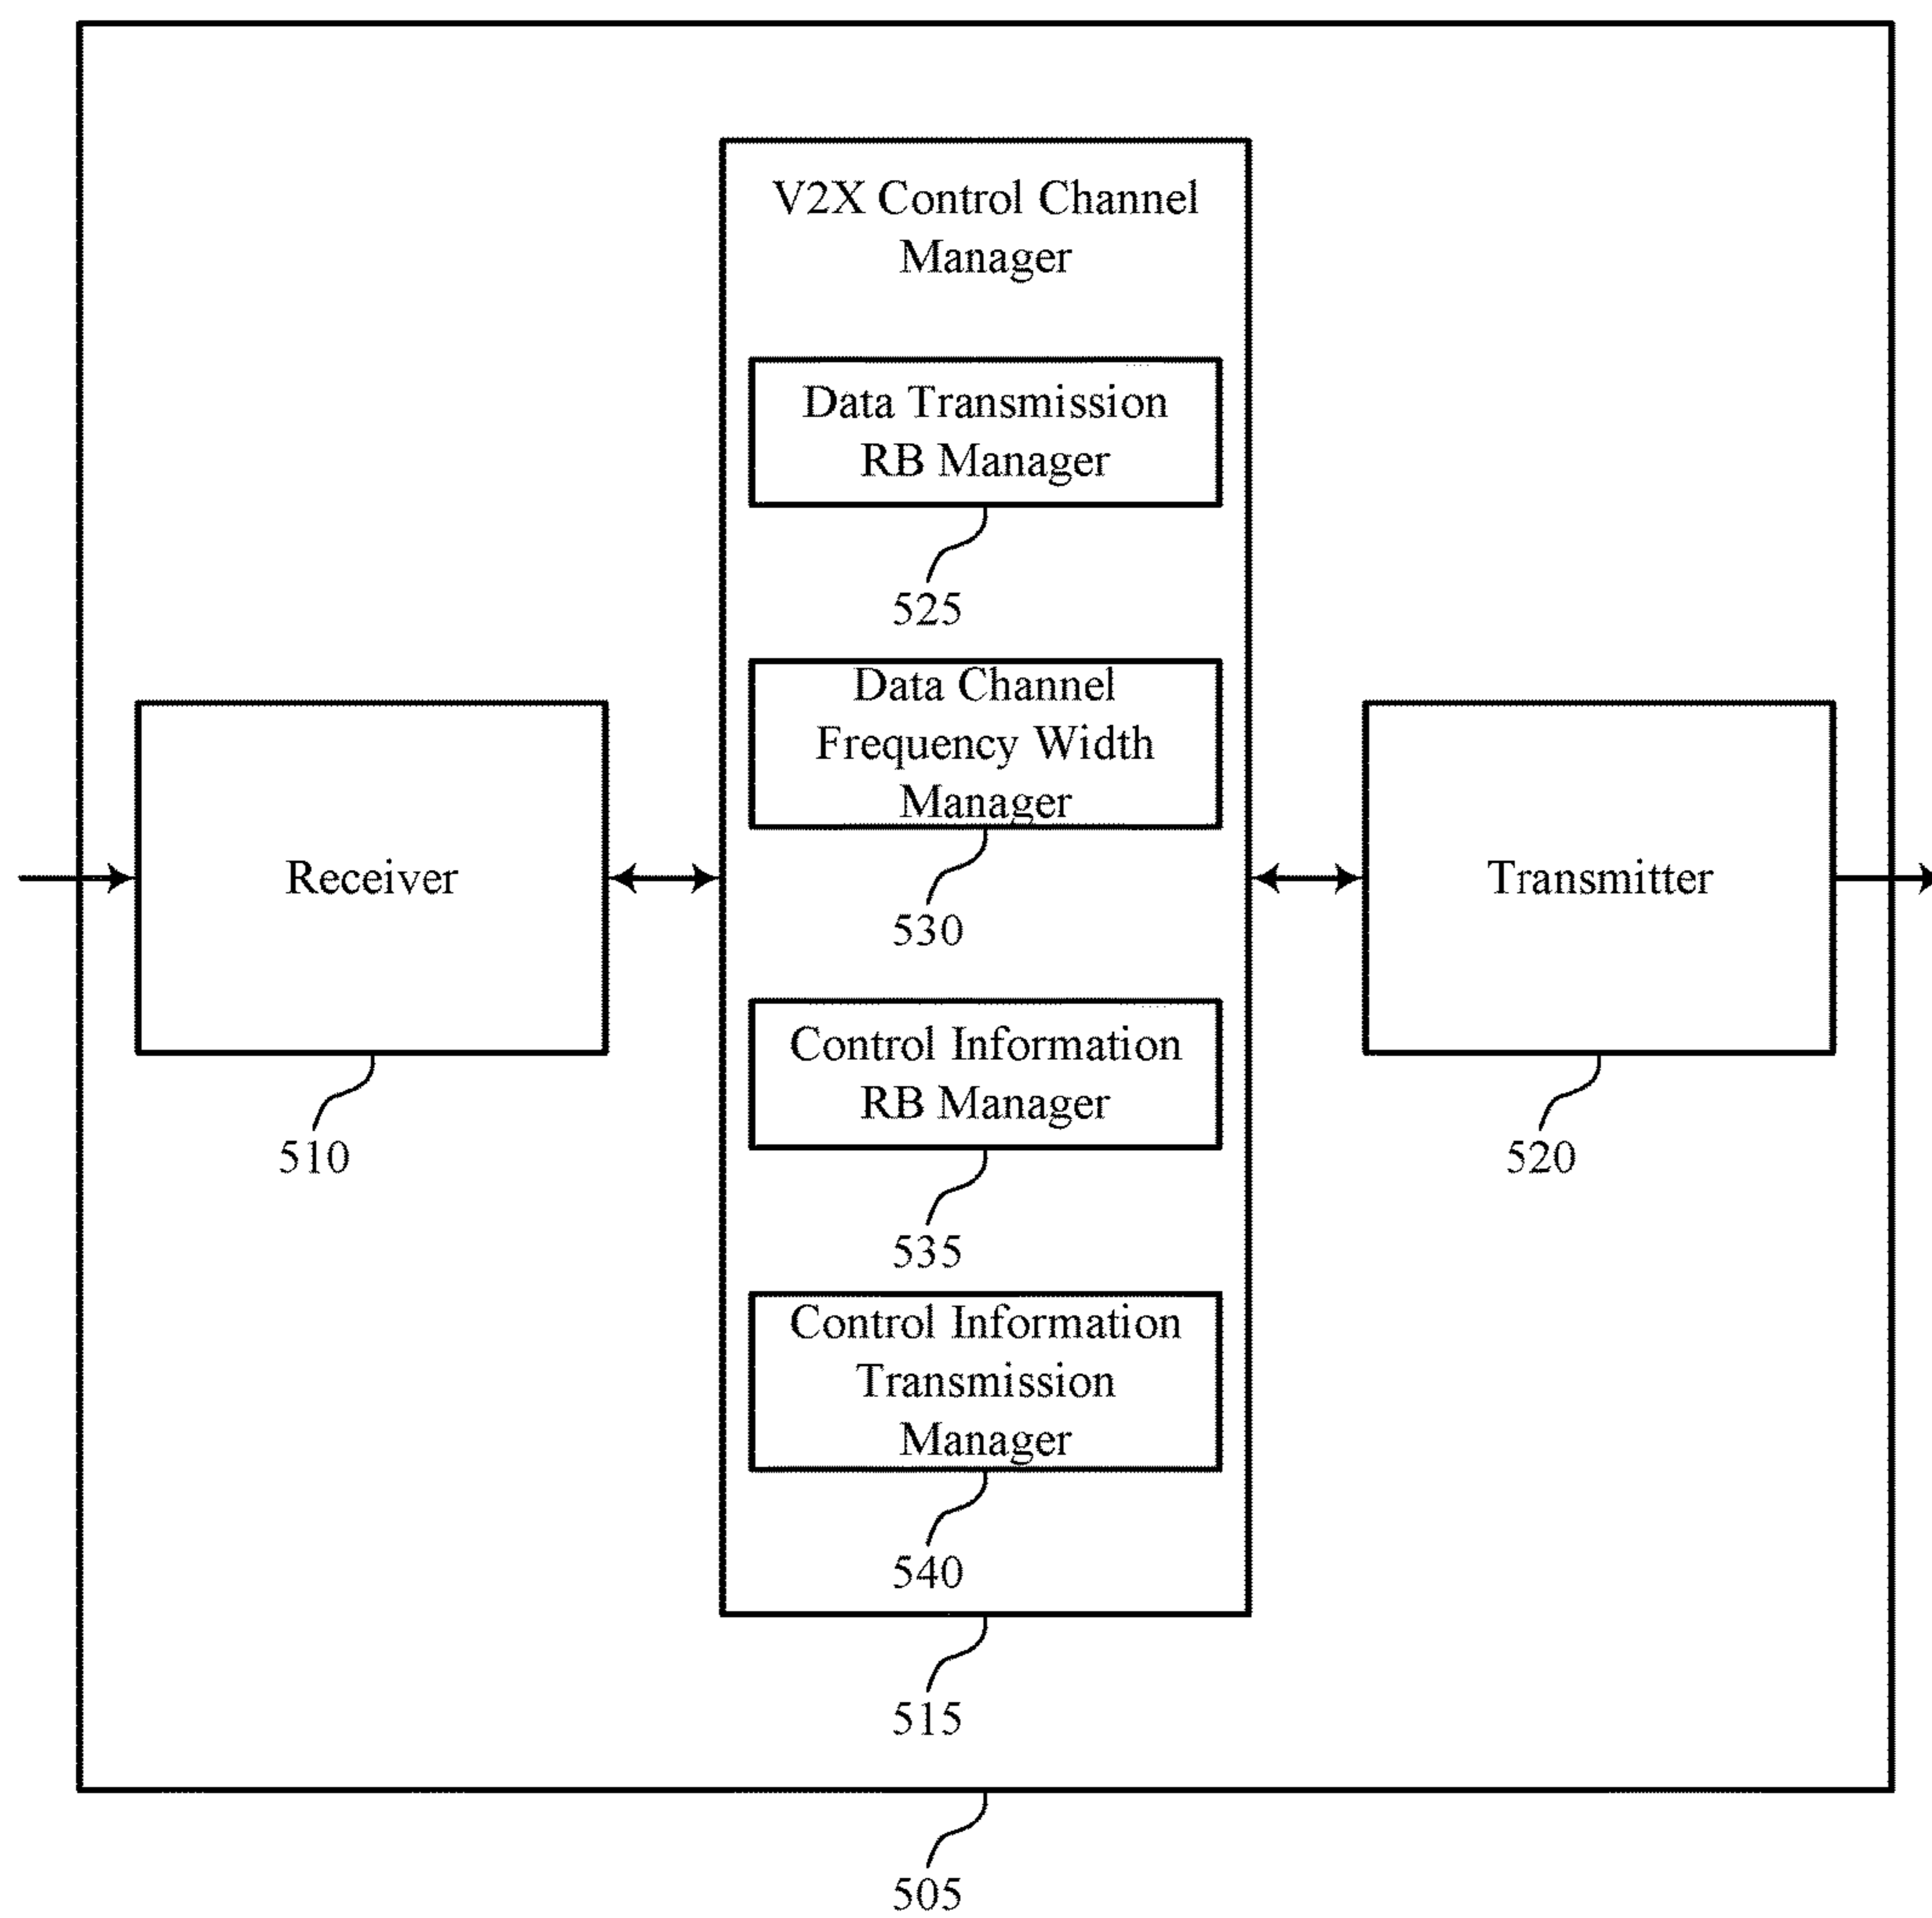 V2X Control Channel
Manager
Data Transmission
RB Manager
525
Data Channel
Frequency Width
Manager
530
Receiver
510
Control Information
RB Manager
535
Control Information
Transmission
Manager
540
515
Transmitter
520
505